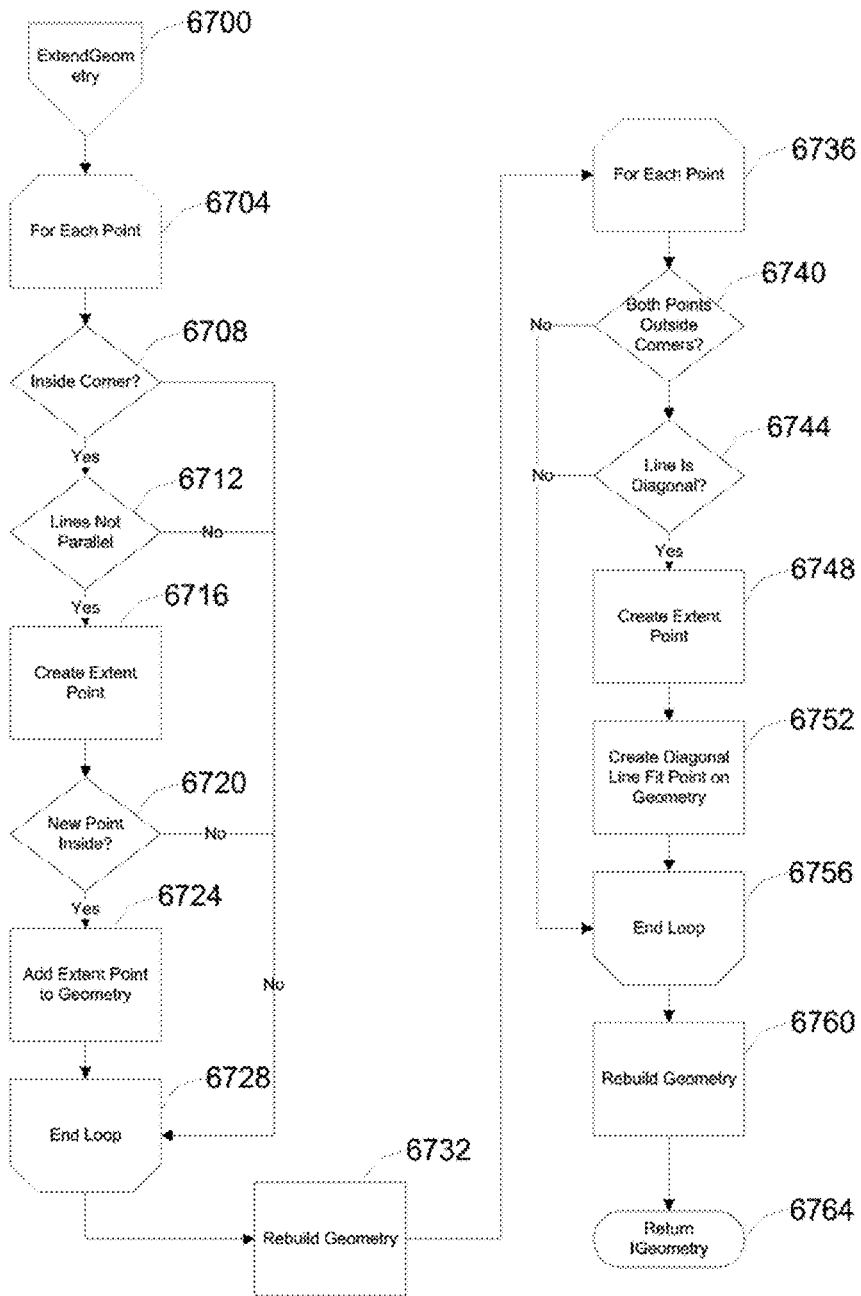 6700
ExtendGeom
etry
6704
For Each Point
6708
Inside Corner?
Yes
6712
Lines Not
Parallel
No
Yes
6716
Create Extent
Point
6720
New Point
Inside?
No
Yes
6724
Add Extent Point
to Geometry
No
6728
End Loop
6732
Rebuild Geometry
6736
For Each Point
6740
Both Points
Outside
Corners?
No
6744
Line Is
Diagonal?
No
Yes
6748
Create Extent
Point
6752
Create Diagonal
Line Fit Point on
Geometry
6756
End Loop
6760
Rebuild Geometry
6764
Return
IGeometry